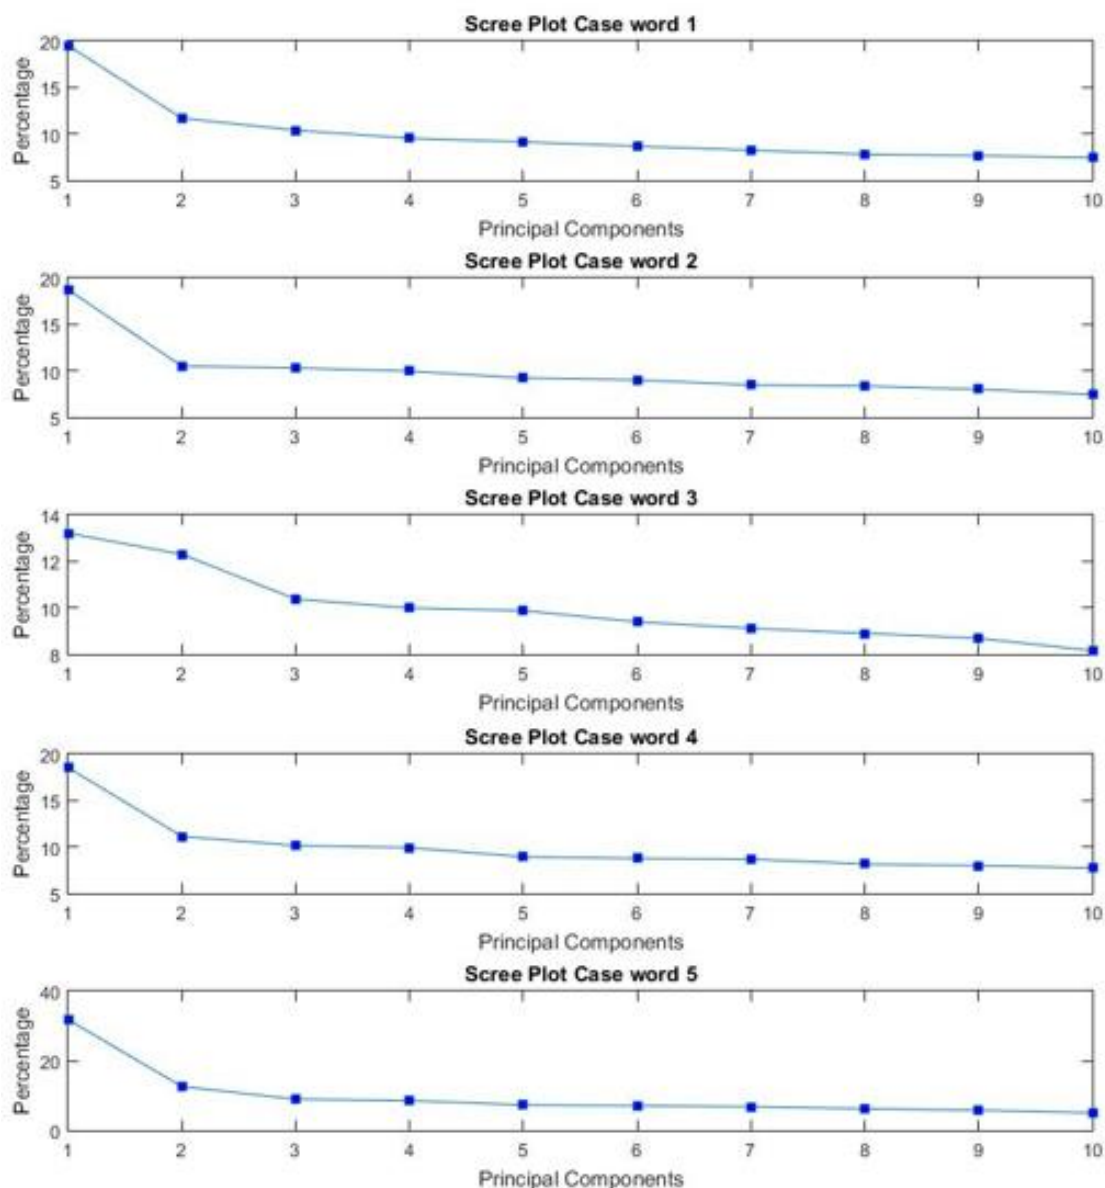 Scree Plot Case word 1
20
15
10
5
Percentage
1 2 3 4 5 6 7 8 9 10
Principal Components
Scree Plot Case word 2
20
15
10
5
Percentage
1 2 3 4 5 6 7 8 9 10
Principal Components
Scree Plot Case word 3
14
12
10
8
Percentage
1 2 3 4 5 6 7 8 9 10
Principal Components
Scree Plot Case word 4
20
15
10
5
Percentage
1 2 3 4 5 6 7 8 9 10
Principal Components
Scree Plot Case word 5
40
20
0
Percentage
1 2 3 4 5 6 7 8 9 10
Principal Components